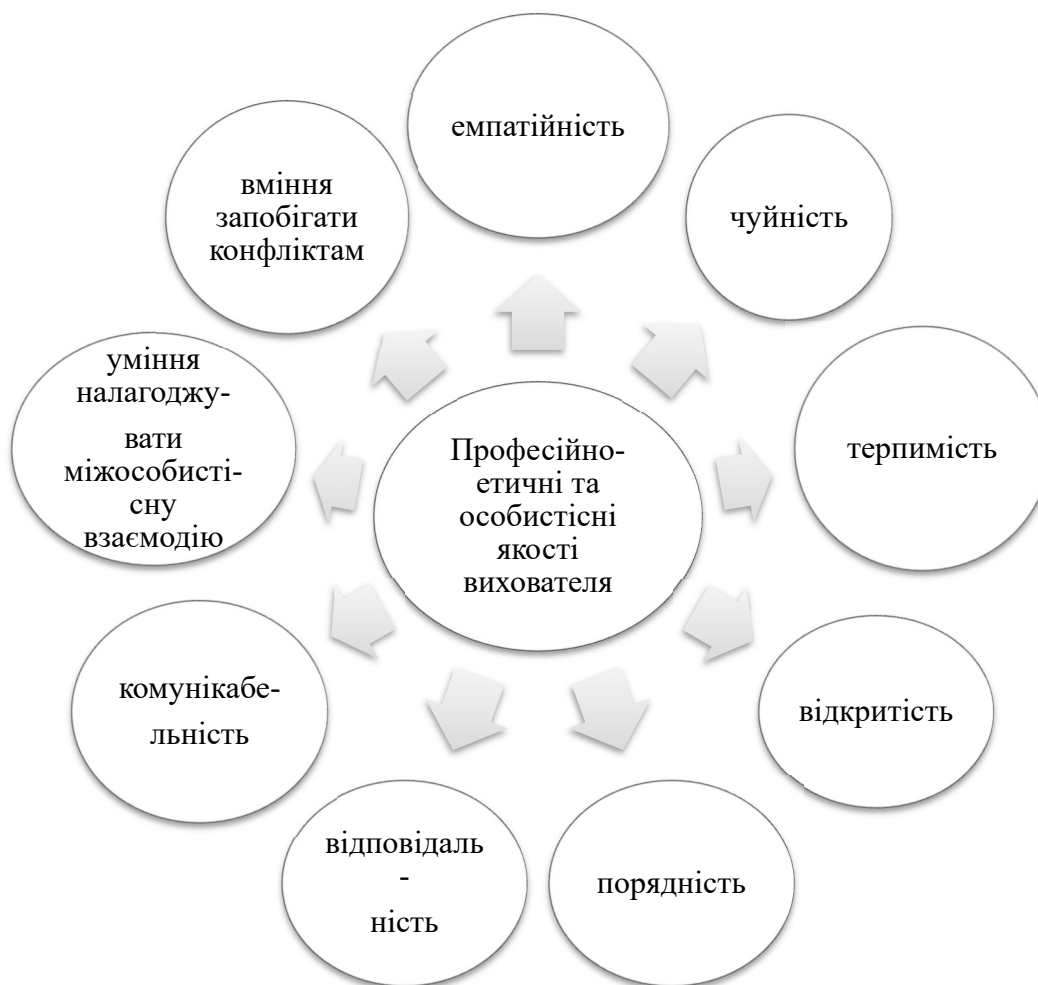 емпатійність
чуйність
терпимість
відкритість
порядність
відповідаль
-
ність
комунікабе-
льність
уміння
налагоджу-
вати
міжособисті-
сну
взаємодію
вміння
запобігати
конфліктам
Професійно-
етичні та
особистісні
якості
вихователя